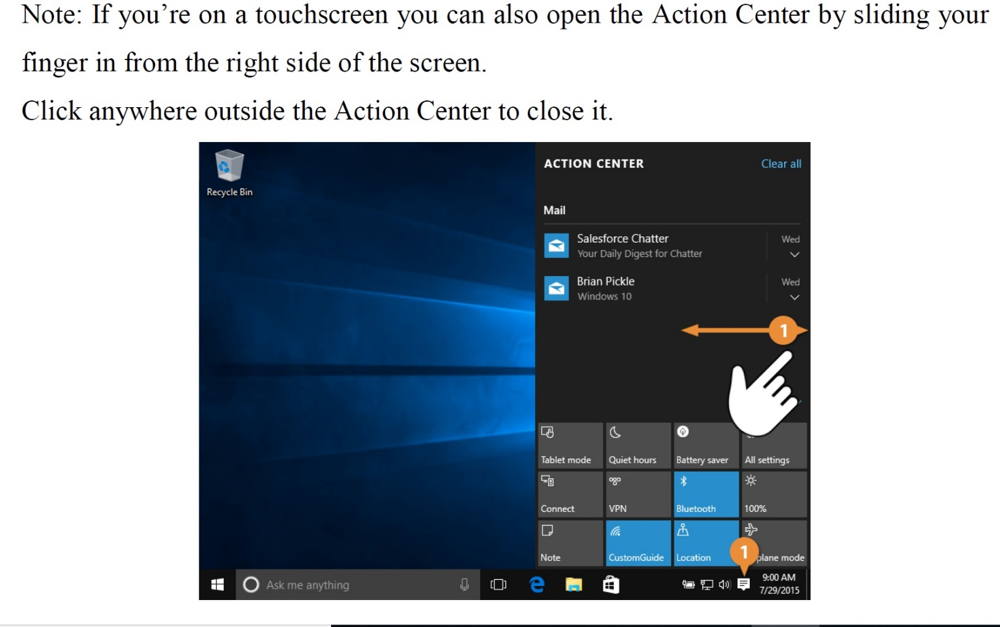 Note: If you’re on a touchscreen you can also open the Action Center by sliding your
finger in from the right side of the screen.
Click anywhere outside the Action Center to close it.
Recycle Bin
ACTION CENTER
Clear all
Mail
Salesforce Chatter
Wed
Your Daily Digest for Chatter
Brian Pickle
Wed
Windows 10
1
Tablet mode
Quiet hours
Battery saver
All settings
Connect
VPN
Bluetooth
100%
Note
CustomGuide
Location
1
plane mode
Ask me anything
9:00 AM
7/29/2015